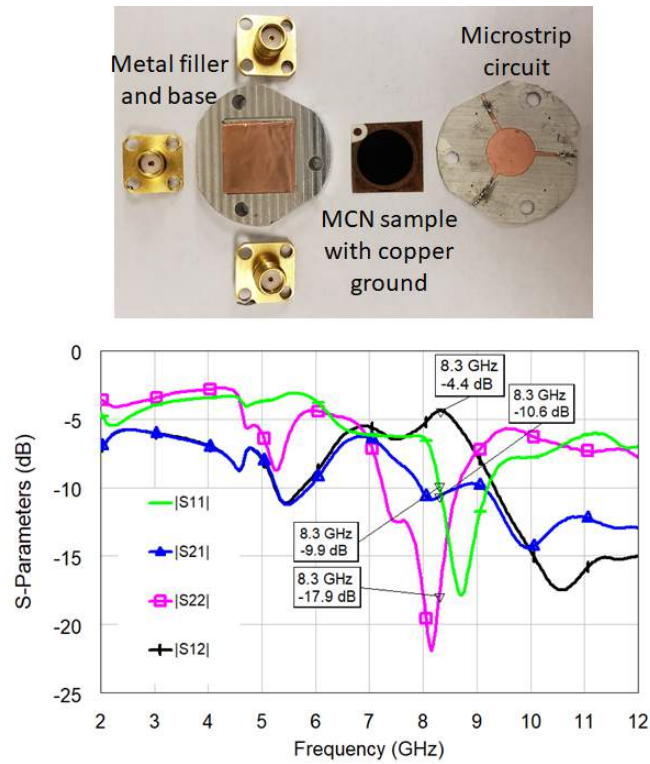 Metal filler
and base
Microstrip
circuit
MCN sample
with copper
ground
0
-5
-10
-15
-20
-25
S-Parameters (dB)
8.3 GHz
-4.4 dB
8.3 GHz
-10.6 dB
8.3 GHz
-9.9 dB
8.3 GHz
-17.9 dB
|S11|
|S21|
|S22|
|S12|
2 3 4 5 6 7 8 9 10 11 12
Frequency (GHz)